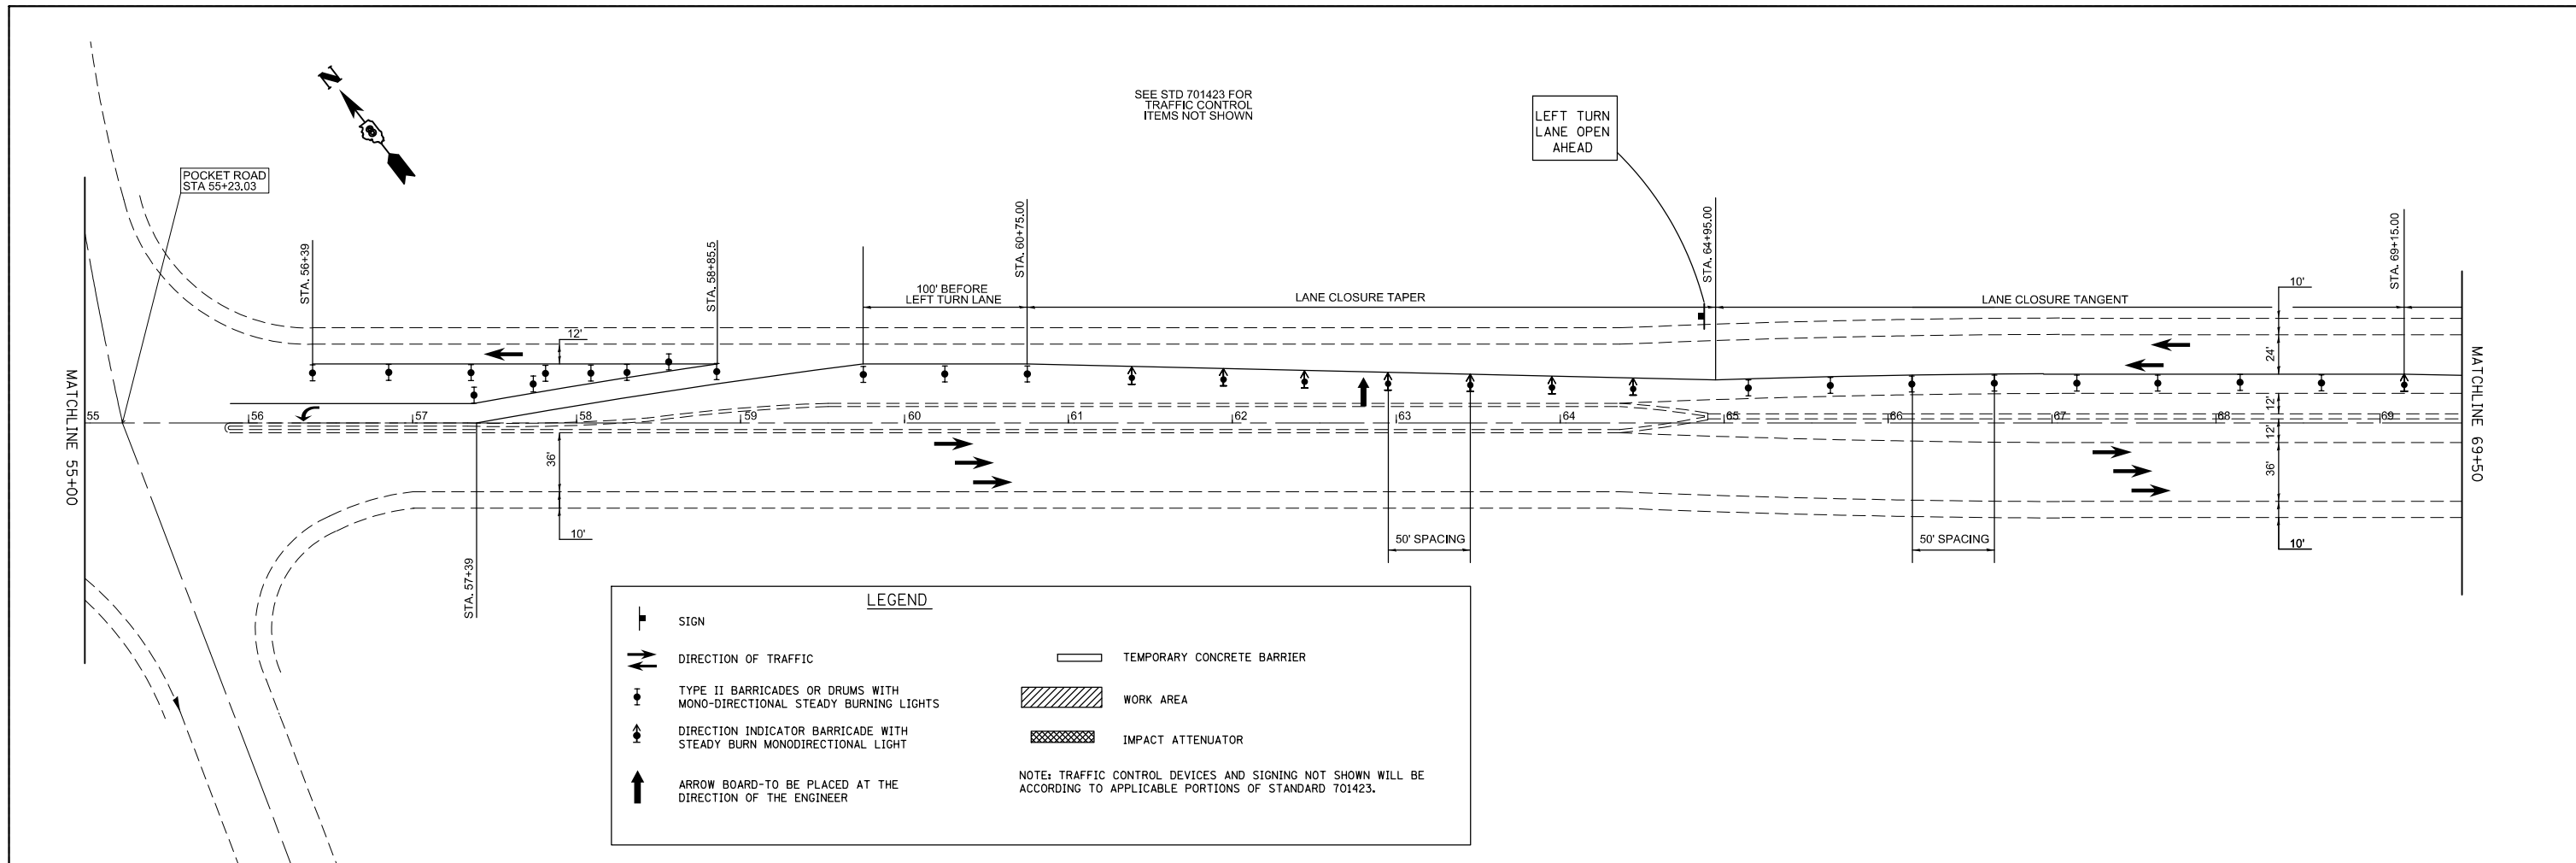 N
SEE STD 701423 FOR
TRAFFIC CONTROL
ITEMS NOT SHOWN
LEFT TURN
LANE OPEN
AHEAD
POCKET ROAD
STA 55+23.03
STA. 56+39
STA. 58+85.5
STA. 60+75.00
STA. 64+95.00
STA. 69+15.00
100' BEFORE
LEFT TURN LANE
LANE CLOSURE TAPER
LANE CLOSURE TANGENT
10'
12'
24'
MATCHLINE 55+00
MATCHLINE 69+50
55
56
57
58
59
60
61
62
63
64
65
66
67
68
69
12'
12'
36'
36'
10'
10'
50' SPACING
50' SPACING
STA. 57+39
LEGEND
SIGN
DIRECTION OF TRAFFIC
TEMPORARY CONCRETE BARRIER
TYPE II BARRICADES OR DRUMS WITH
MONO-DIRECTIONAL STEADY BURNING LIGHTS
WORK AREA
DIRECTION INDICATOR BARRICADE WITH
STEADY BURN MONODIRECTIONAL LIGHT
IMPACT ATTENUATOR
ARROW BOARD-TO BE PLACED AT THE
DIRECTION OF THE ENGINEER
NOTE: TRAFFIC CONTROL DEVICES AND SIGNING NOT SHOWN WILL BE
ACCORDING TO APPLICABLE PORTIONS OF STANDARD 701423.